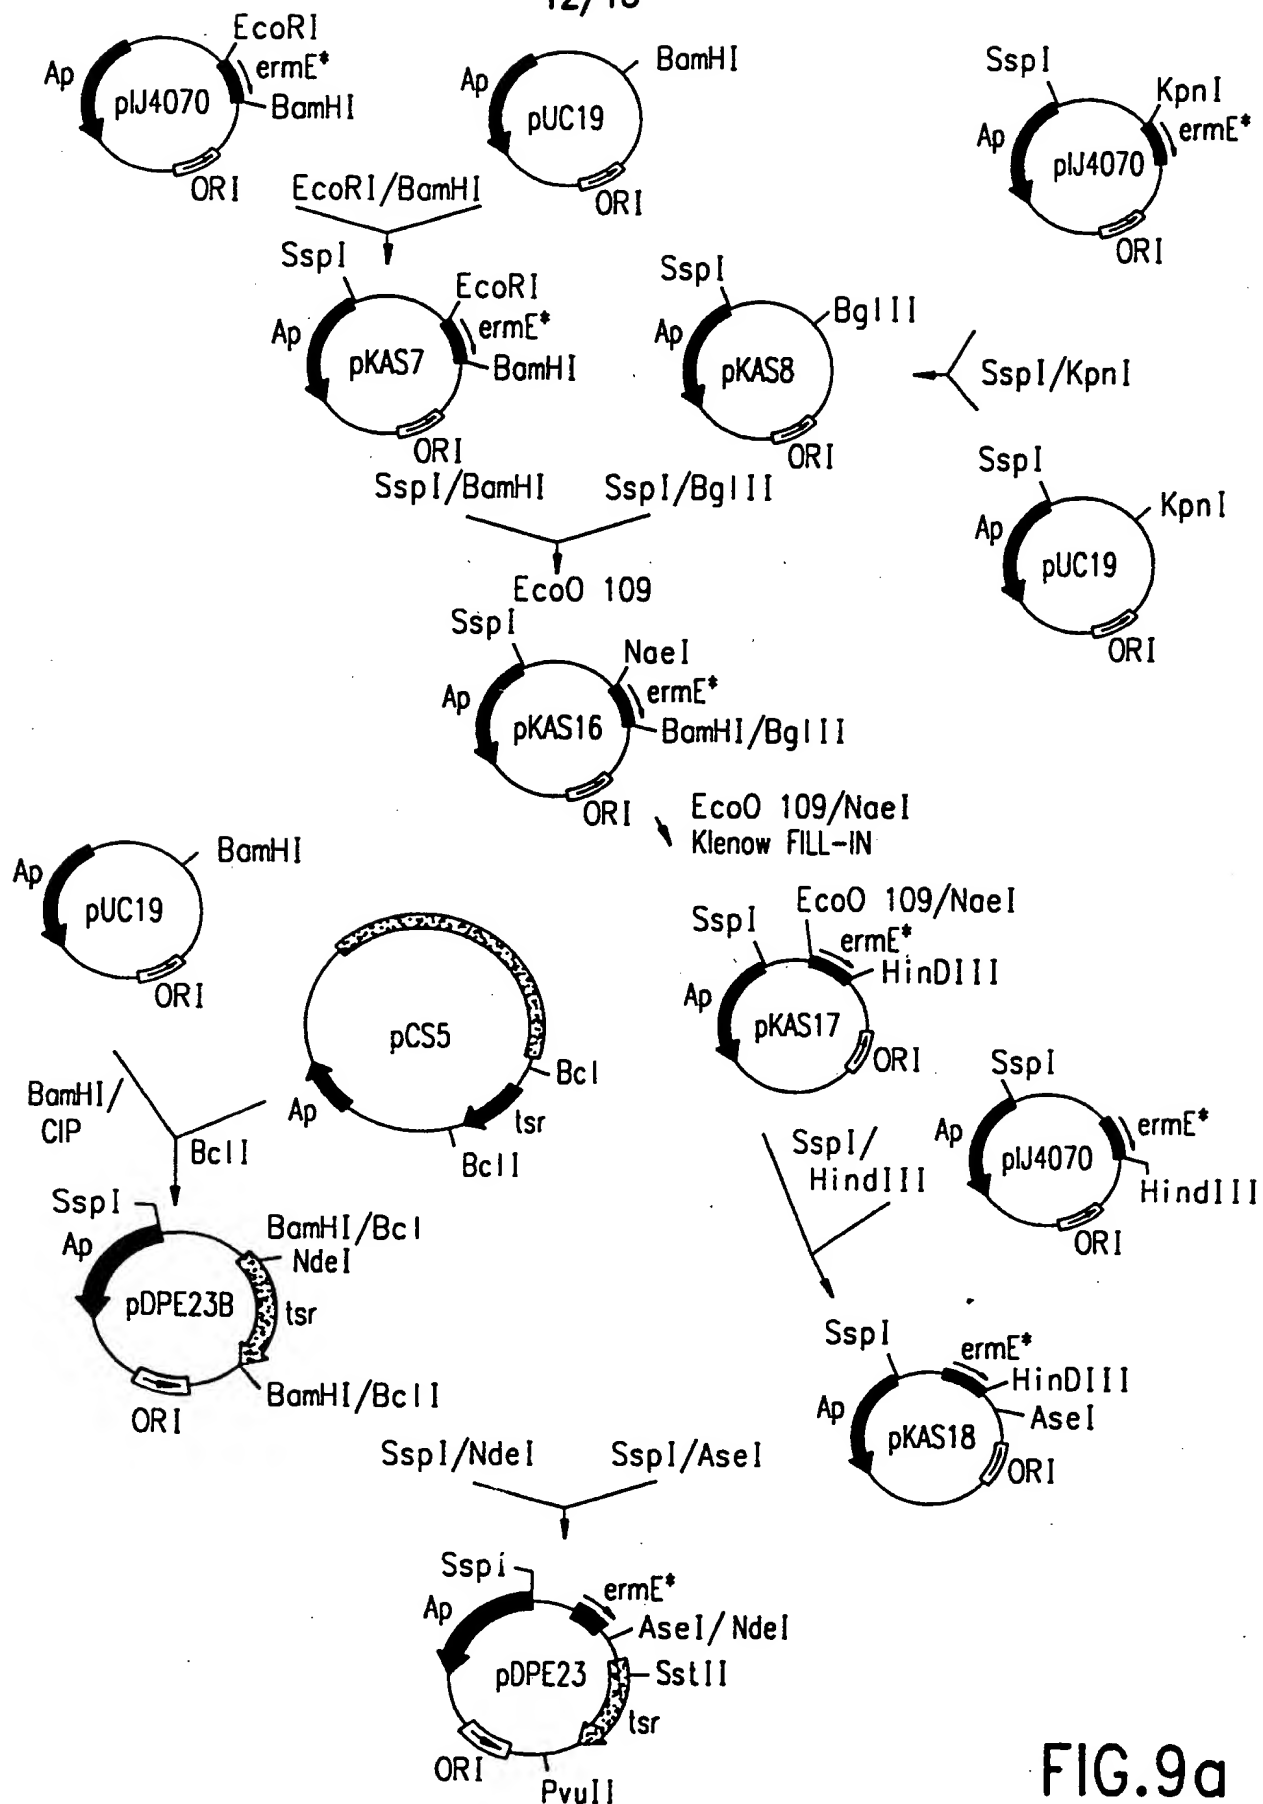 EcoRI
Ap
ermE*
pIJ4070
BamHI
ORI
BamHI
Ap
pUC19
ORI
SspI
KpnI
Ap
ermE*
pIJ4070
ORI
EcoRI/BamHI
SspI
EcoRI
Ap
ermE*
pKAS7
BamHI
ORI
SspI
BglII
Ap
pKAS8
ORI
SspI/KpnI
SspI
KpnI
Ap
pUC19
ORI
SspI/BamHI
SspI/BglII
EcoO 109
SspI
NaeI
Ap
ermE*
pKAS16
BamHI/BglII
ORI
EcoO 109/NaeI
Klenow FILL-IN
BamHI
Ap
pUC19
ORI
pCS5
BclI
Ap
tsr
BclI
BamHI/
CIP
BclI
EcoO 109/NaeI
SspI
ermE*
HinDIII
Ap
pKAS17
ORI
SspI
Ap
ermE*
pIJ4070
HindIII
ORI
SspI/
HindIII
SspI
BamHI/BclI
Ap
NdeI
pDPE23B
tsr
BamHI/BclI
ORI
SspI
ermE*
HinDIII
Ap
AseI
pKAS18
ORI
SspI/NdeI
SspI/AseI
Sspi
ermE*
Ap
AseI/NdeI
pDPE23
SstII
tsr
ORI
PvuII
FIG.9a